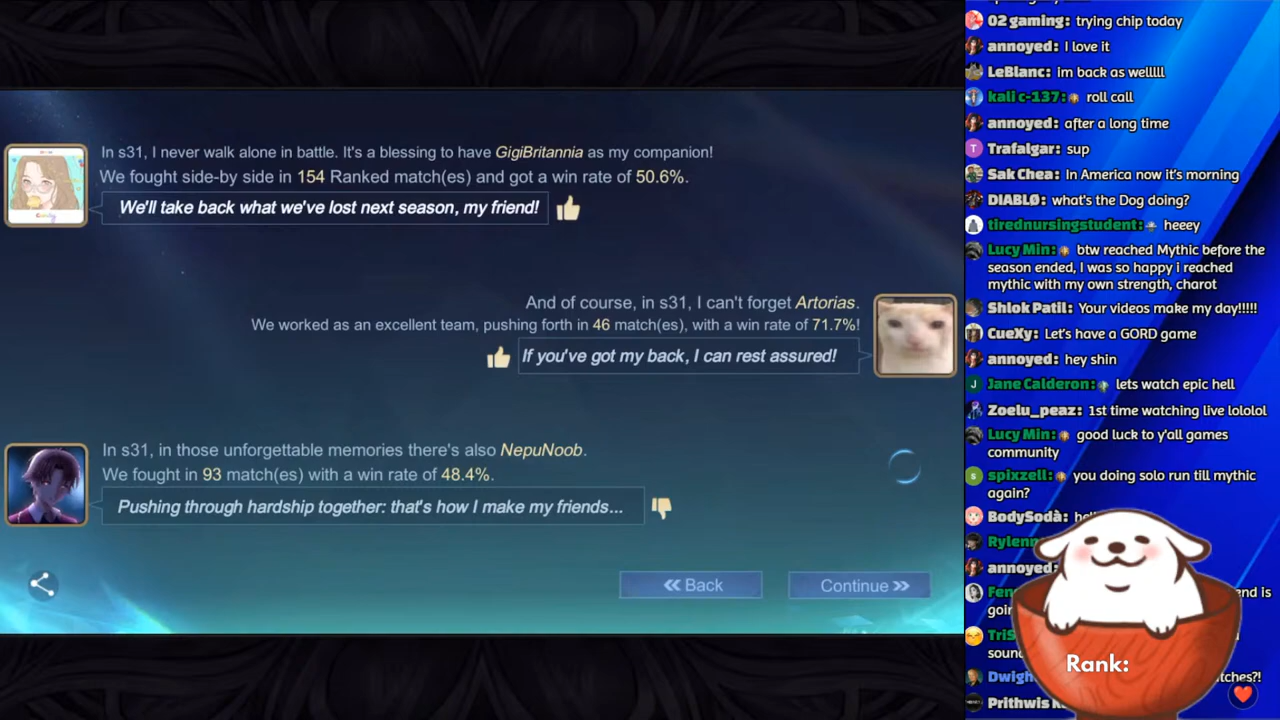 In s31, I never walk alone in battle. It's a blessing to have GigiBritannia as my companion!
We fought side-by side in 154 Ranked match(es) and got a win rate of 50.6%.
We'll take back what we've lost next season, my friend!
And of course, in s31, I can't forget Artorias.
We worked as an excellent team, pushing forth in 46 match(es), with a win rate of 71.7%!
If you've got my back, I can rest assured!
In s31, in those unforgettable memories there's also NepuNoob.
We fought in 93 match(es) with a win rate of 48.4%.
Pushing through hardship together: that's how I make my friends...
Back
Continue
02 gaming: trying chip today
annoyed: I love it
LeBlanc: im back as wellllll
kali c-137: roll call
annoyed: after a long time
T Trafalgar: sup
Sak Chea: In America now it's morning
DIABLØ: what's the Dog doing?
tirednursingstudent: heeey
Lucy Min: btw reached Mythic before the
season ended, I was so happy i reached
mythic with my own strength, charot
Shlok Patil: Your videos make my day!!!!!
CueXy: Let's have a GORD game
annoyed: hey shin
J Jane Calderon: lets watch epic hell
Zoelu_peaz: 1st time watching live lololol
Lucy Min: good luck to y'all games
community
s spixzell: you doing solo run till mythic
again?
BodySodà:
annoyed:
Rank: